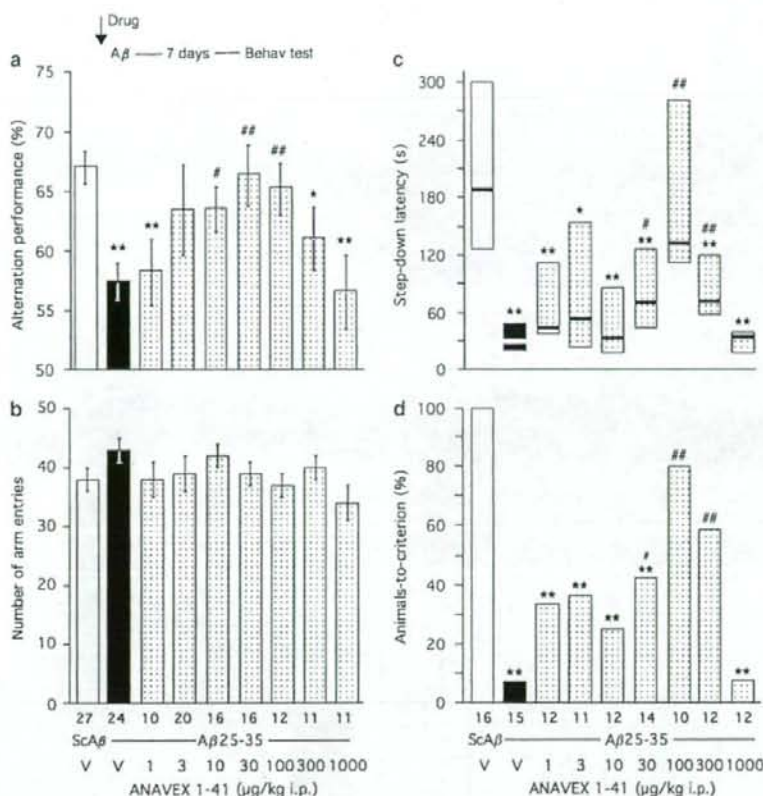 Drug
Aβ — 7 days — Behav test
a
Alternation performance (%)
75
70
65
60
55
50
** ** # ## ## * **
b
Number of arm entries
50
40
30
20
10
0
27 24 10 20 16 16 12 11 11
ScAβ Aβ25-35
V V 1 3 10 30 100 300 1000
ANAVEX 1-41 (µg/kg i.p.)
c
Step-down latency (s)
300
240
180
120
60
0
** ** * ** # ** ## ## ** **
d
Animals-to-criterion (%)
100
80
60
40
20
0
** ** ** ** # ** ## ## **
16 15 12 11 12 14 10 12 12
ScAβ Aβ25-35
V V 1 3 10 30 100 300 1000
ANAVEX 1-41 (µg/kg i.p.)